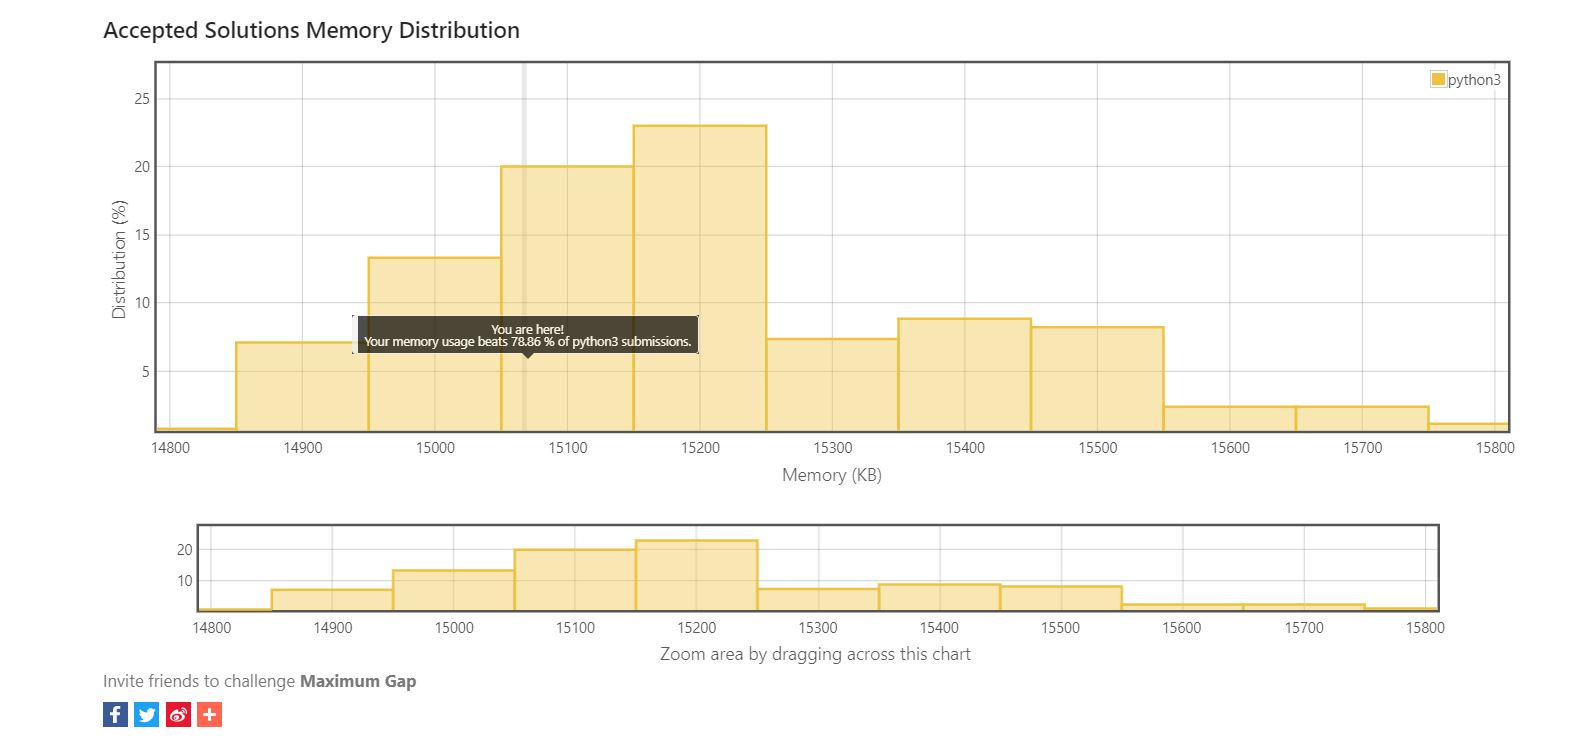 Accepted Solutions Memory Distribution
python3
25
20
15
10
5
Distribution (%)
You are here!
Your memory usage beats 78.86 % of python3 submissions.
14800 14900 15000 15100 15200 15300 15400 15500 15600 15700 15800
Memory (KB)
20
10
14800 14900 15000 15100 15200 15300 15400 15500 15600 15700 15800
Zoom area by dragging across this chart
Invite friends to challenge Maximum Gap